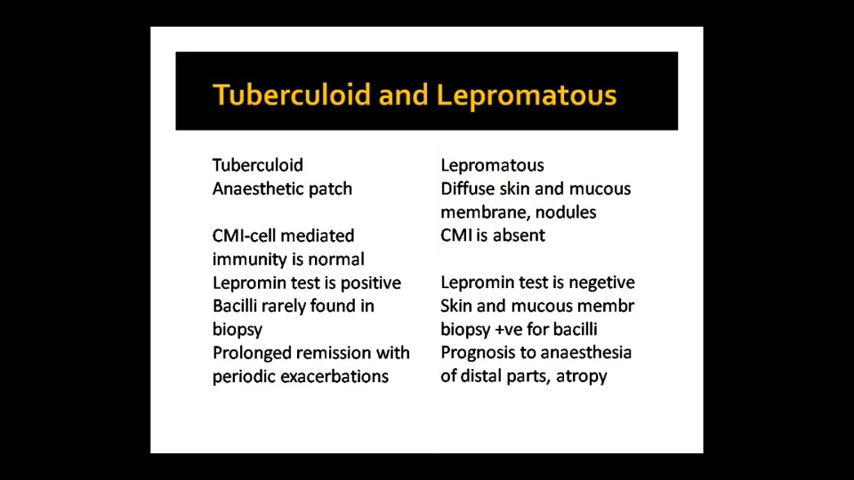 Tuberculoid and Lepromatous
Tuberculoid
Anaesthetic patch
CMI-cell mediated
immunity is normal
Lepromin test is positive
Bacilli rarely found in
biopsy
Prolonged remission with
periodic exacerbations
Lepromatous
Diffuse skin and mucous
membrane, nodules
CMI is absent
Lepromin test is negetive
Skin and mucous membr
biopsy +ve for bacilli
Prognosis to anaesthesia
of distal parts, atropy